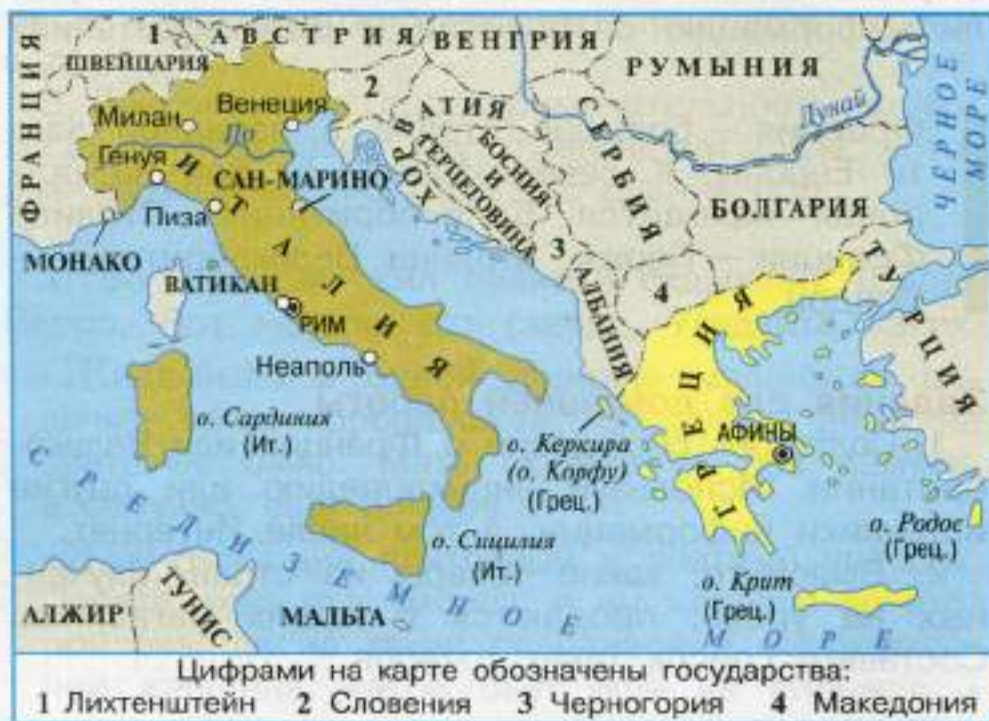 ФРАНЦИЯ
1
ШВЕЙЦАРИЯ
АВСТРИЯ
ВЕНГРИЯ
РУМЫНИЯ
ЧЕРНОЕ
МОРЕ
2
Милан
Венеция
По
Генуя
ХОРВАТИЯ
БОСНИЯ
И
ГЕРЦЕГОВИНА
СЕРБИЯ
Дунай
ИТАЛИЯ
САН-МАРИНО
Пиза
БОЛГАРИЯ
МОНАКО
3
4
АЛБАНИЯ
ТУРЦИЯ
ВАТИКАН
РИМ
Неаполь
ГРЕЦИЯ
АФИНЫ
о. Сардиния
(Ит.)
о. Керкира
(о. Корфу)
(Грец.)
о. Сицилия
(Ит.)
о. Родос
(Грец.)
о. Крит
(Грец.)
СРЕДИЗЕМНОЕ МОРЕ
АЛЖИР
ТУНИС
МАЛЬТА
Цифрами на карте обозначены государства:
1 Лихтенштейн 2 Словения 3 Черногория 4 Македония